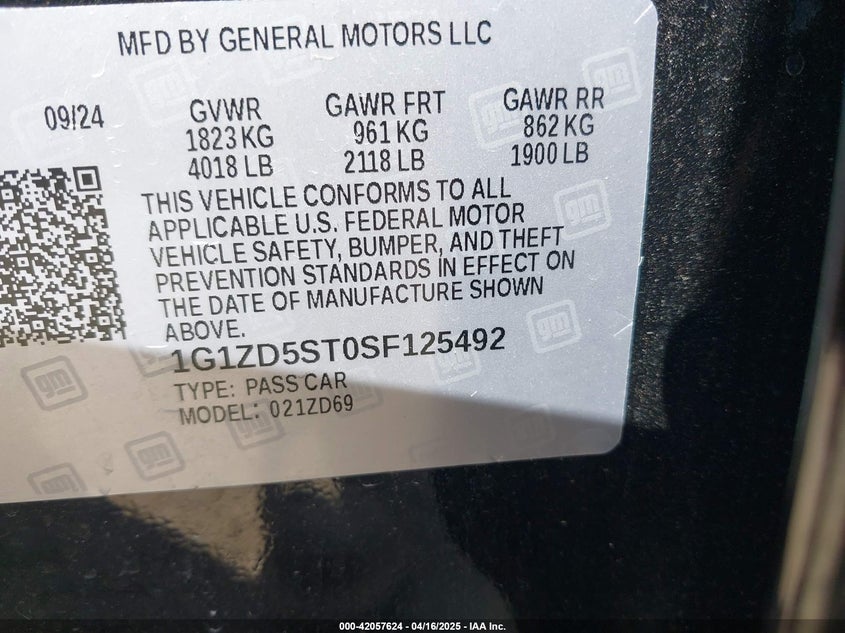 MFD BY GENERAL MOTORS LLC
09/24 GVWR GAWR FRT GAWR RR
1823 KG 961 KG 862 KG
4018 LB 2118 LB 1900 LB
THIS VEHICLE CONFORMS TO ALL
APPLICABLE U.S. FEDERAL MOTOR
VEHICLE SAFETY, BUMPER, AND THEFT
PREVENTION STANDARDS IN EFFECT ON
THE DATE OF MANUFACTURE SHOWN
ABOVE.
1G1ZD5ST0SF125492
TYPE: PASS CAR
MODEL: 021ZD69
000-42057624 - 04/16/2025 - IAA Inc.